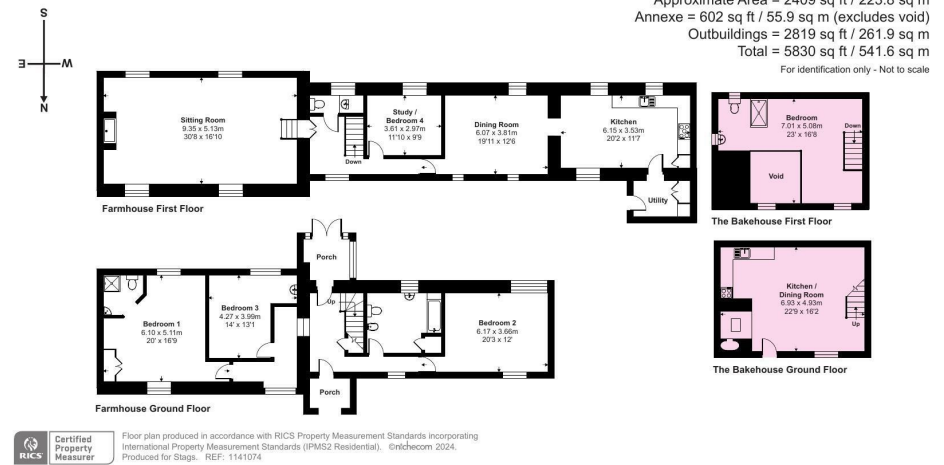 Approximate Area = 2409 sq ft / 223.8 sq m
Annexe = 602 sq ft / 55.9 sq m (excludes void)
Outbuildings = 2819 sq ft / 261.9 sq m
Total = 5830 sq ft / 541.6 sq m
For identification only - Not to scale
S
E
W
N
Sitting Room
9.35 x 5.13m
30'8 x 16'10
Down
Study /
Bedroom 4
3.61 x 2.97m
11'10 x 9'9
Dining Room
6.07 x 3.81m
19'11 x 12'6
Kitchen
6.15 x 3.53m
20'2 x 11'7
Utility
Farmhouse First Floor
Bedroom
7.01 x 5.08m
23' x 16'8
Down
Void
The Bakehouse First Floor
Porch
Up
Bedroom 1
6.10 x 5.11m
20' x 16'9
Bedroom 3
4.27 x 3.99m
14' x 13'1
Bedroom 2
6.17 x 3.66m
20'3 x 12'
Porch
Farmhouse Ground Floor
Kitchen /
Dining Room
6.93 x 4.93m
22'9 x 16'2
Up
The Bakehouse Ground Floor
RICS
Certified
Property
Measurer
Floor plan produced in accordance with RICS Property Measurement Standards incorporating
International Property Measurement Standards (IPMS2 Residential). ©nichecom 2024.
Produced for Stags. REF: 1141074